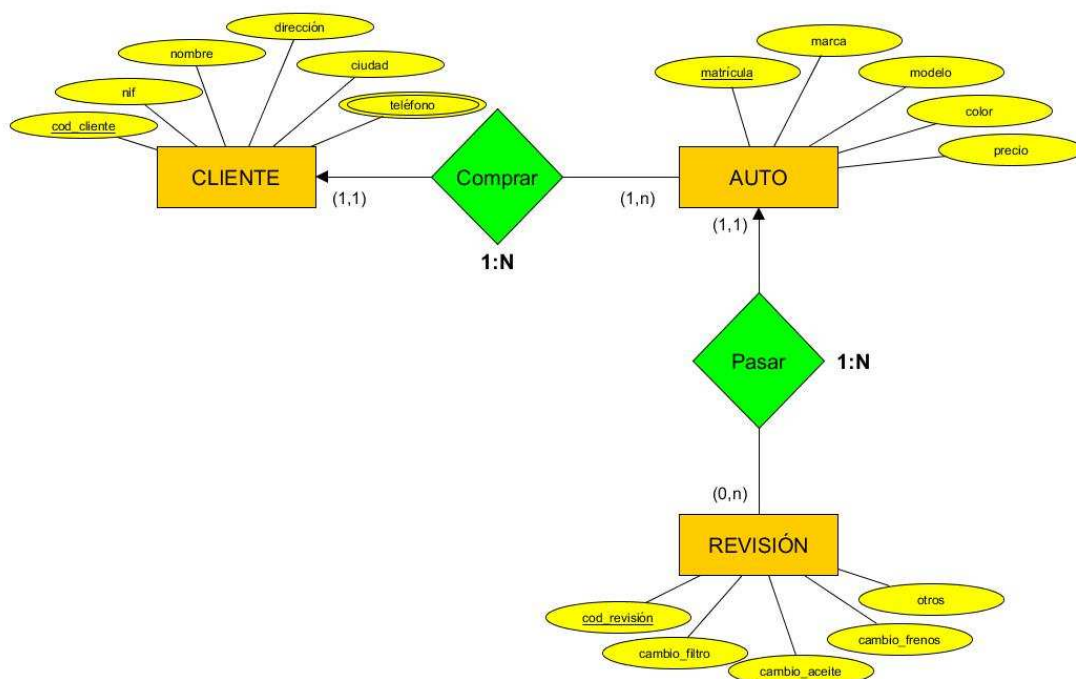 dirección
nombre
ciudad
nif
teléfono
cod_cliente
CLIENTE
(1,1)
Comprar
1:N
(1,n)
marca
matrícula
modelo
color
precio
AUTO
(1,1)
Pasar
1:N
(0,n)
REVISIÓN
otros
cod_revisión
cambio_frenos
cambio_filtro
cambio_aceite